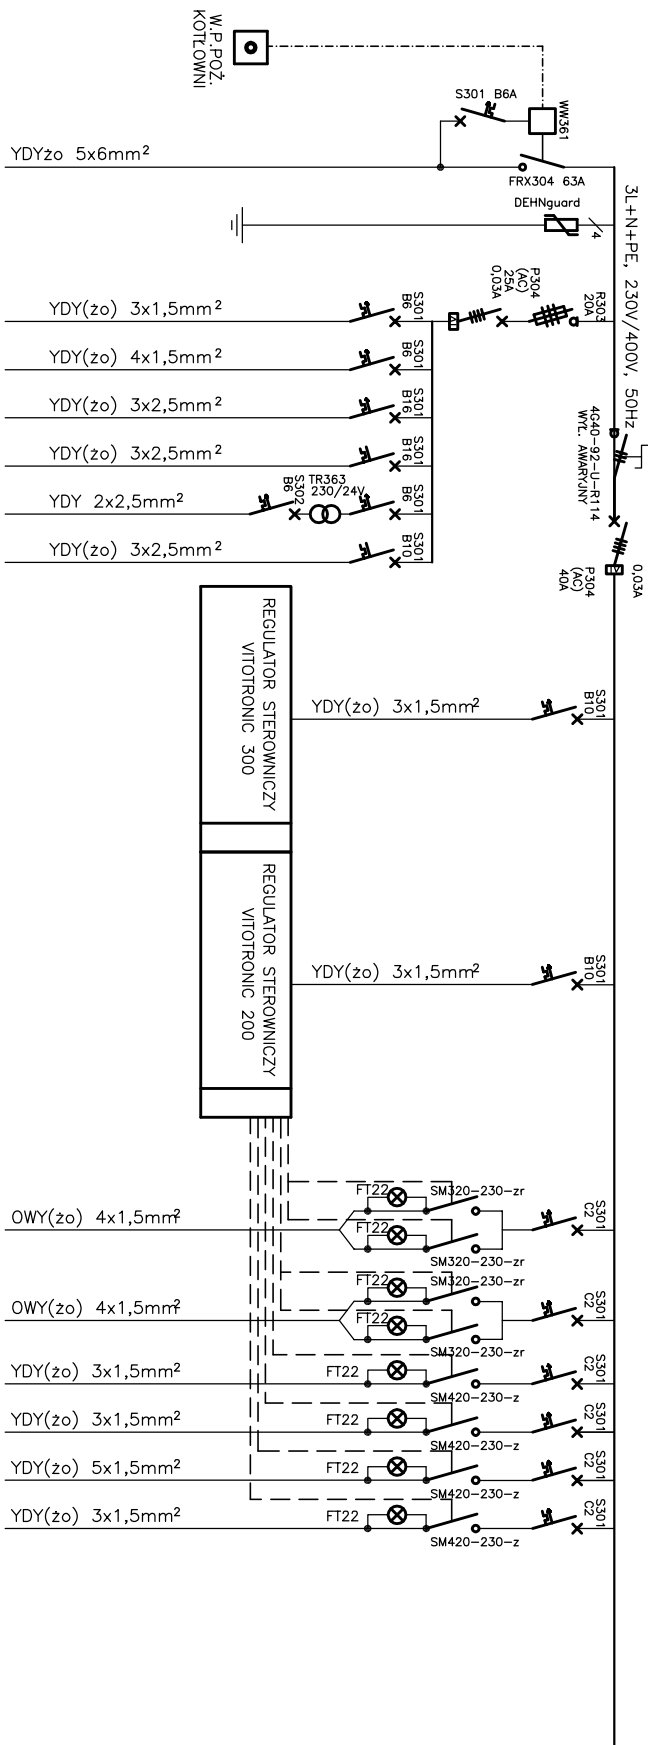 W.P.POŻ.
KOTŁOWNI
S301 B6A
WW361
YDYżo 5x6mm²
FRX304 63A
DEHNguard
4
3L+N+PE, 230V/400V, 50Hz
R303
20A
P304
(AC)
25A
0,03A
YDY(żo) 3x1,5mm²
S301
B6
YDY(żo) 4x1,5mm²
S301
B6
YDY(żo) 3x2,5mm²
S301
B16
YDY(żo) 3x2,5mm²
S301
B16
YDY 2x2,5mm²
S302
B6
TR363
230/24V
S301
B6
YDY(żo) 3x2,5mm²
S301
B10
4G40-92-U-R114
WYŁ. AWARYJNY
0,03A
P304
(AC)
40A
REGULATOR STEROWNICZY
VITOTRONIC 300
YDY(żo) 3x1,5mm²
S301
B10
REGULATOR STEROWNICZY
VITOTRONIC 200
YDY(żo) 3x1,5mm²
S301
B10
FT22
SM320-230-zr
OWY(żo) 4x1,5mm²
S301
C2
FT22
SM320-230-zr
FT22
SM320-230-zr
OWY(żo) 4x1,5mm²
S301
C2
FT22
SM320-230-zr
YDY(żo) 3x1,5mm²
FT22
SM420-230-z
S301
C2
YDY(żo) 3x1,5mm²
FT22
SM420-230-z
S301
C2
YDY(żo) 5x1,5mm²
FT22
SM420-230-z
S301
C2
YDY(żo) 3x1,5mm²
FT22
SM420-230-z
S301
C2